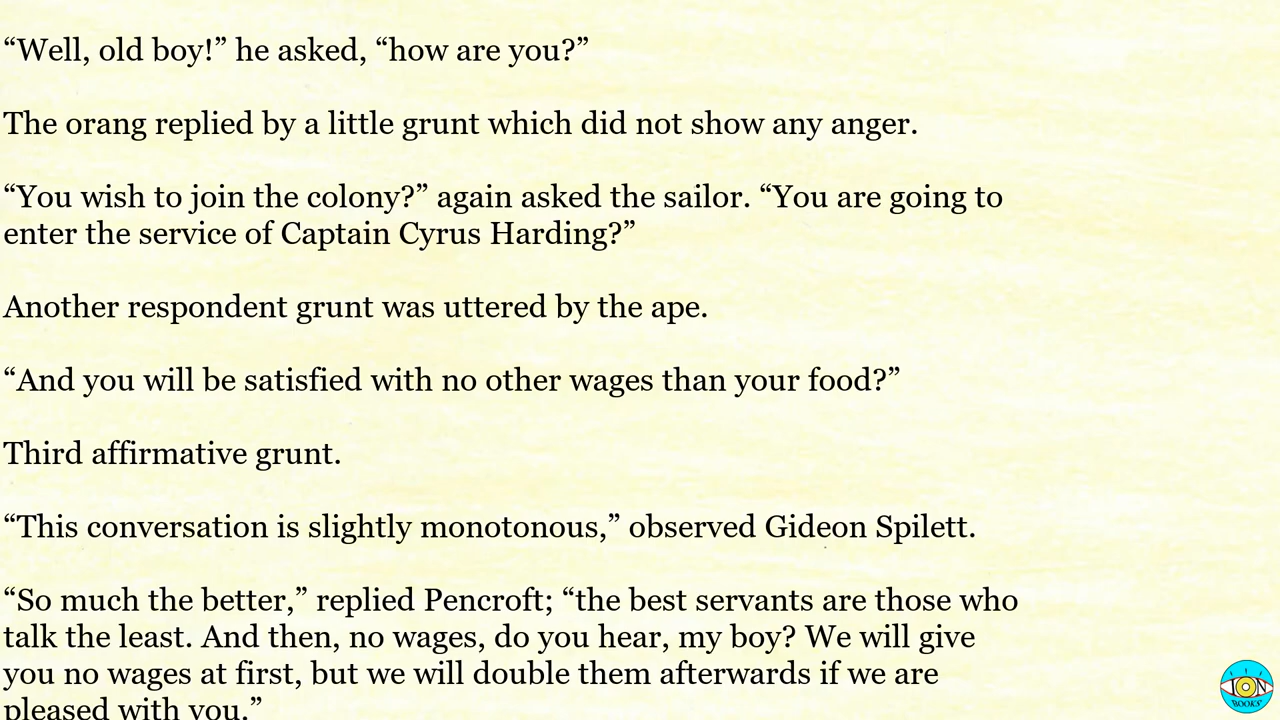 “Well, old boy!” he asked, “how are you?”
The orang replied by a little grunt which did not show any anger.
“You wish to join the colony?” again asked the sailor. “You are going to
enter the service of Captain Cyrus Harding?”
Another respondent grunt was uttered by the ape.
“And you will be satisfied with no other wages than your food?”
Third affirmative grunt.
“This conversation is slightly monotonous,” observed Gideon Spilett.
“So much the better,” replied Pencroft; “the best servants are those who
talk the least. And then, no wages, do you hear, my boy? We will give
you no wages at first, but we will double them afterwards if we are
pleased with you.”
ION
BOOKS